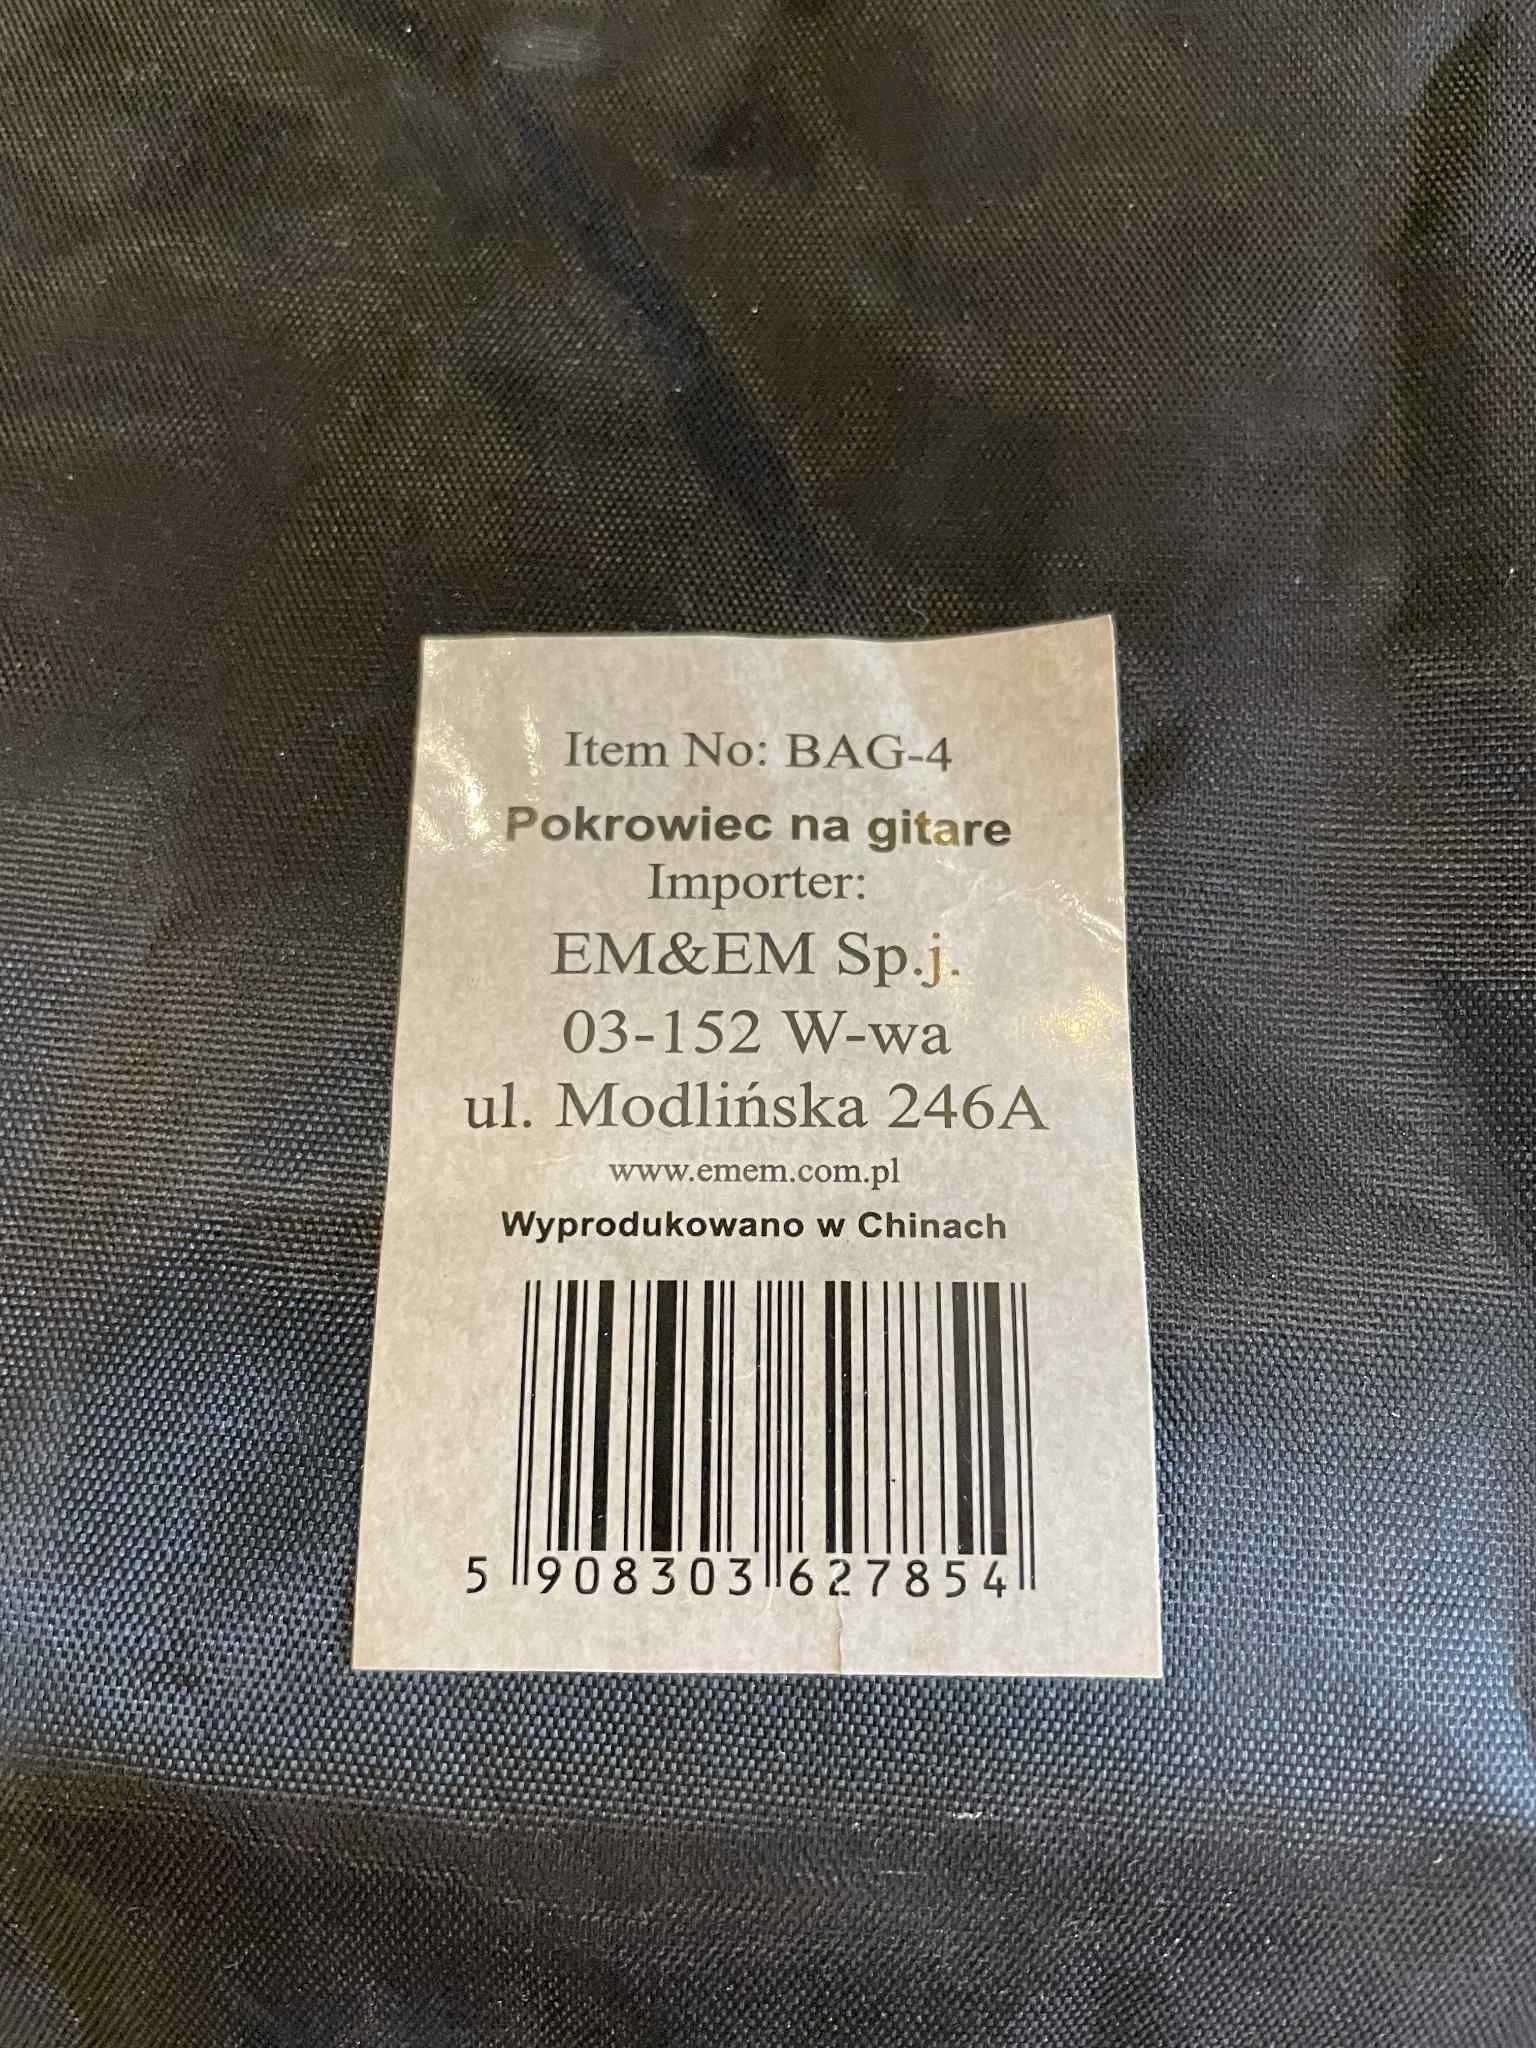 Item No: BAG-4
Pokrowiec na gitare
Importer:
EM&EM Sp.j.
03-152 W-wa
ul. Modlińska 246A
www.emem.com.pl
Wyprodukowano w Chinach
5 908303 627854